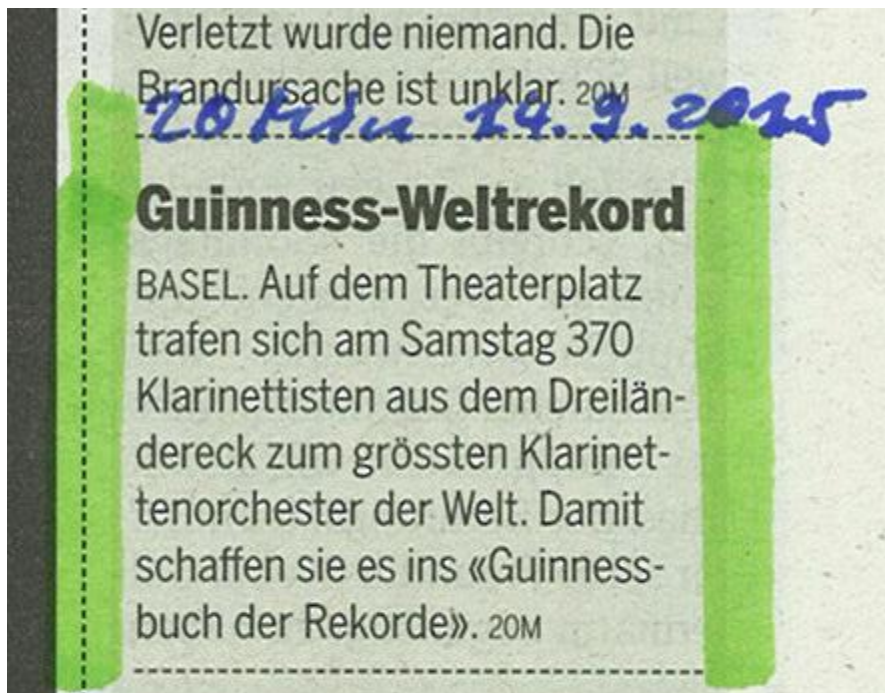 Verletzt wurde niemand. Die
Brandursache ist unklar. 20M
20 Min 14.9.2015
Guinness-Weltrekord
BASEL. Auf dem Theaterplatz
trafen sich am Samstag 370
Klarinettisten aus dem Dreilän-
dereck zum grössten Klarinet-
tenorchester der Welt. Damit
schaffen sie es ins «Guinness-
buch der Rekorde». 20M